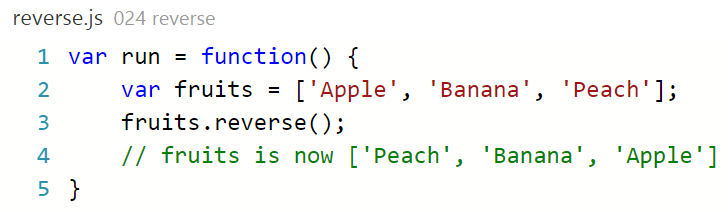 reverse.js 024 reverse
1 var run = function() {
2     var fruits = ['Apple', 'Banana', 'Peach'];
3     fruits.reverse();
4     // fruits is now ['Peach', 'Banana', 'Apple']
5 }